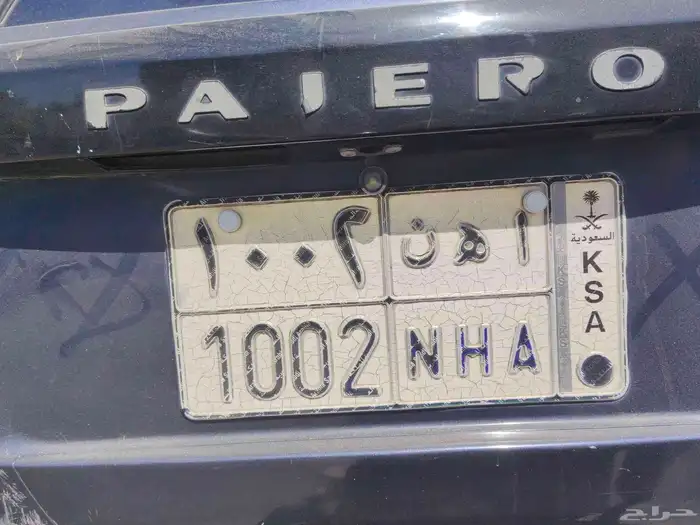 PAJERO
١٠٠٢ ا هـ ن
1002 NHA
السعودية
KSA
حراج